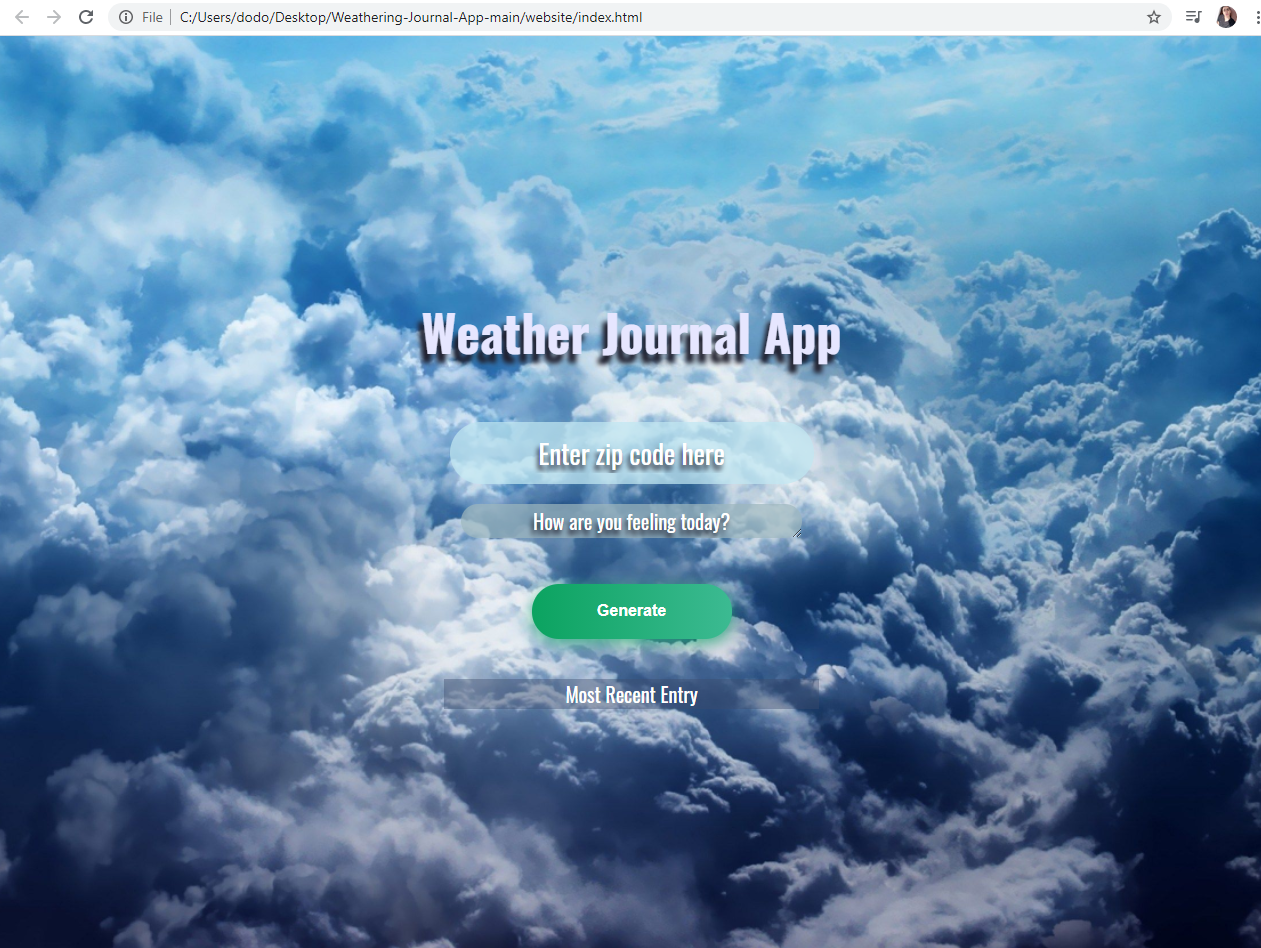 File C:/Users/dodo/Desktop/Weathering-Journal-App-main/website/index.html
Weather Journal App
Enter zip code here
How are you feeling today?
Generate
Most Recent Entry